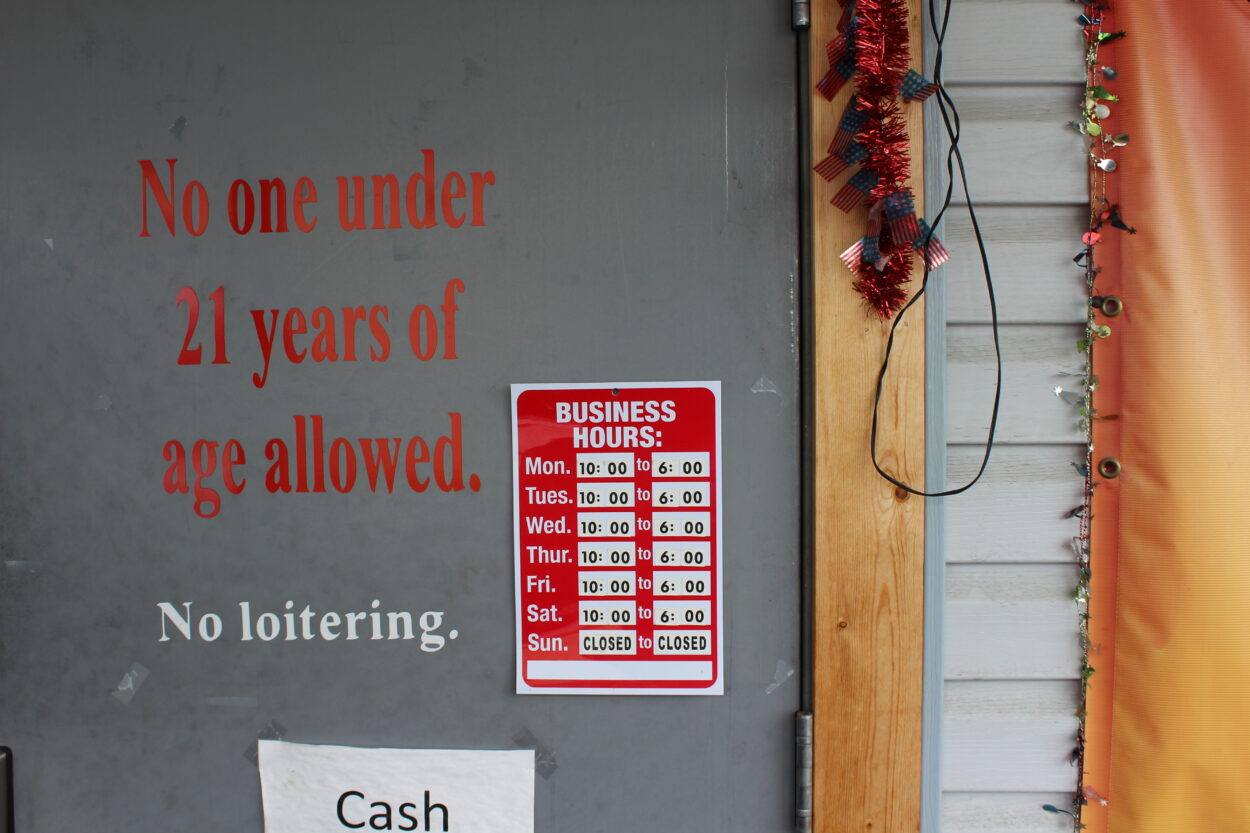 No one under
21 years of
age allowed.
No loitering.
BUSINESS
HOURS:
Mon. 10: 00 to 6: 00
Tues. 10: 00 to 6: 00
Wed. 10: 00 to 6: 00
Thur. 10: 00 to 6: 00
Fri. 10: 00 to 6: 00
Sat. 10: 00 to 6: 00
Sun. CLOSED to CLOSED
Cash